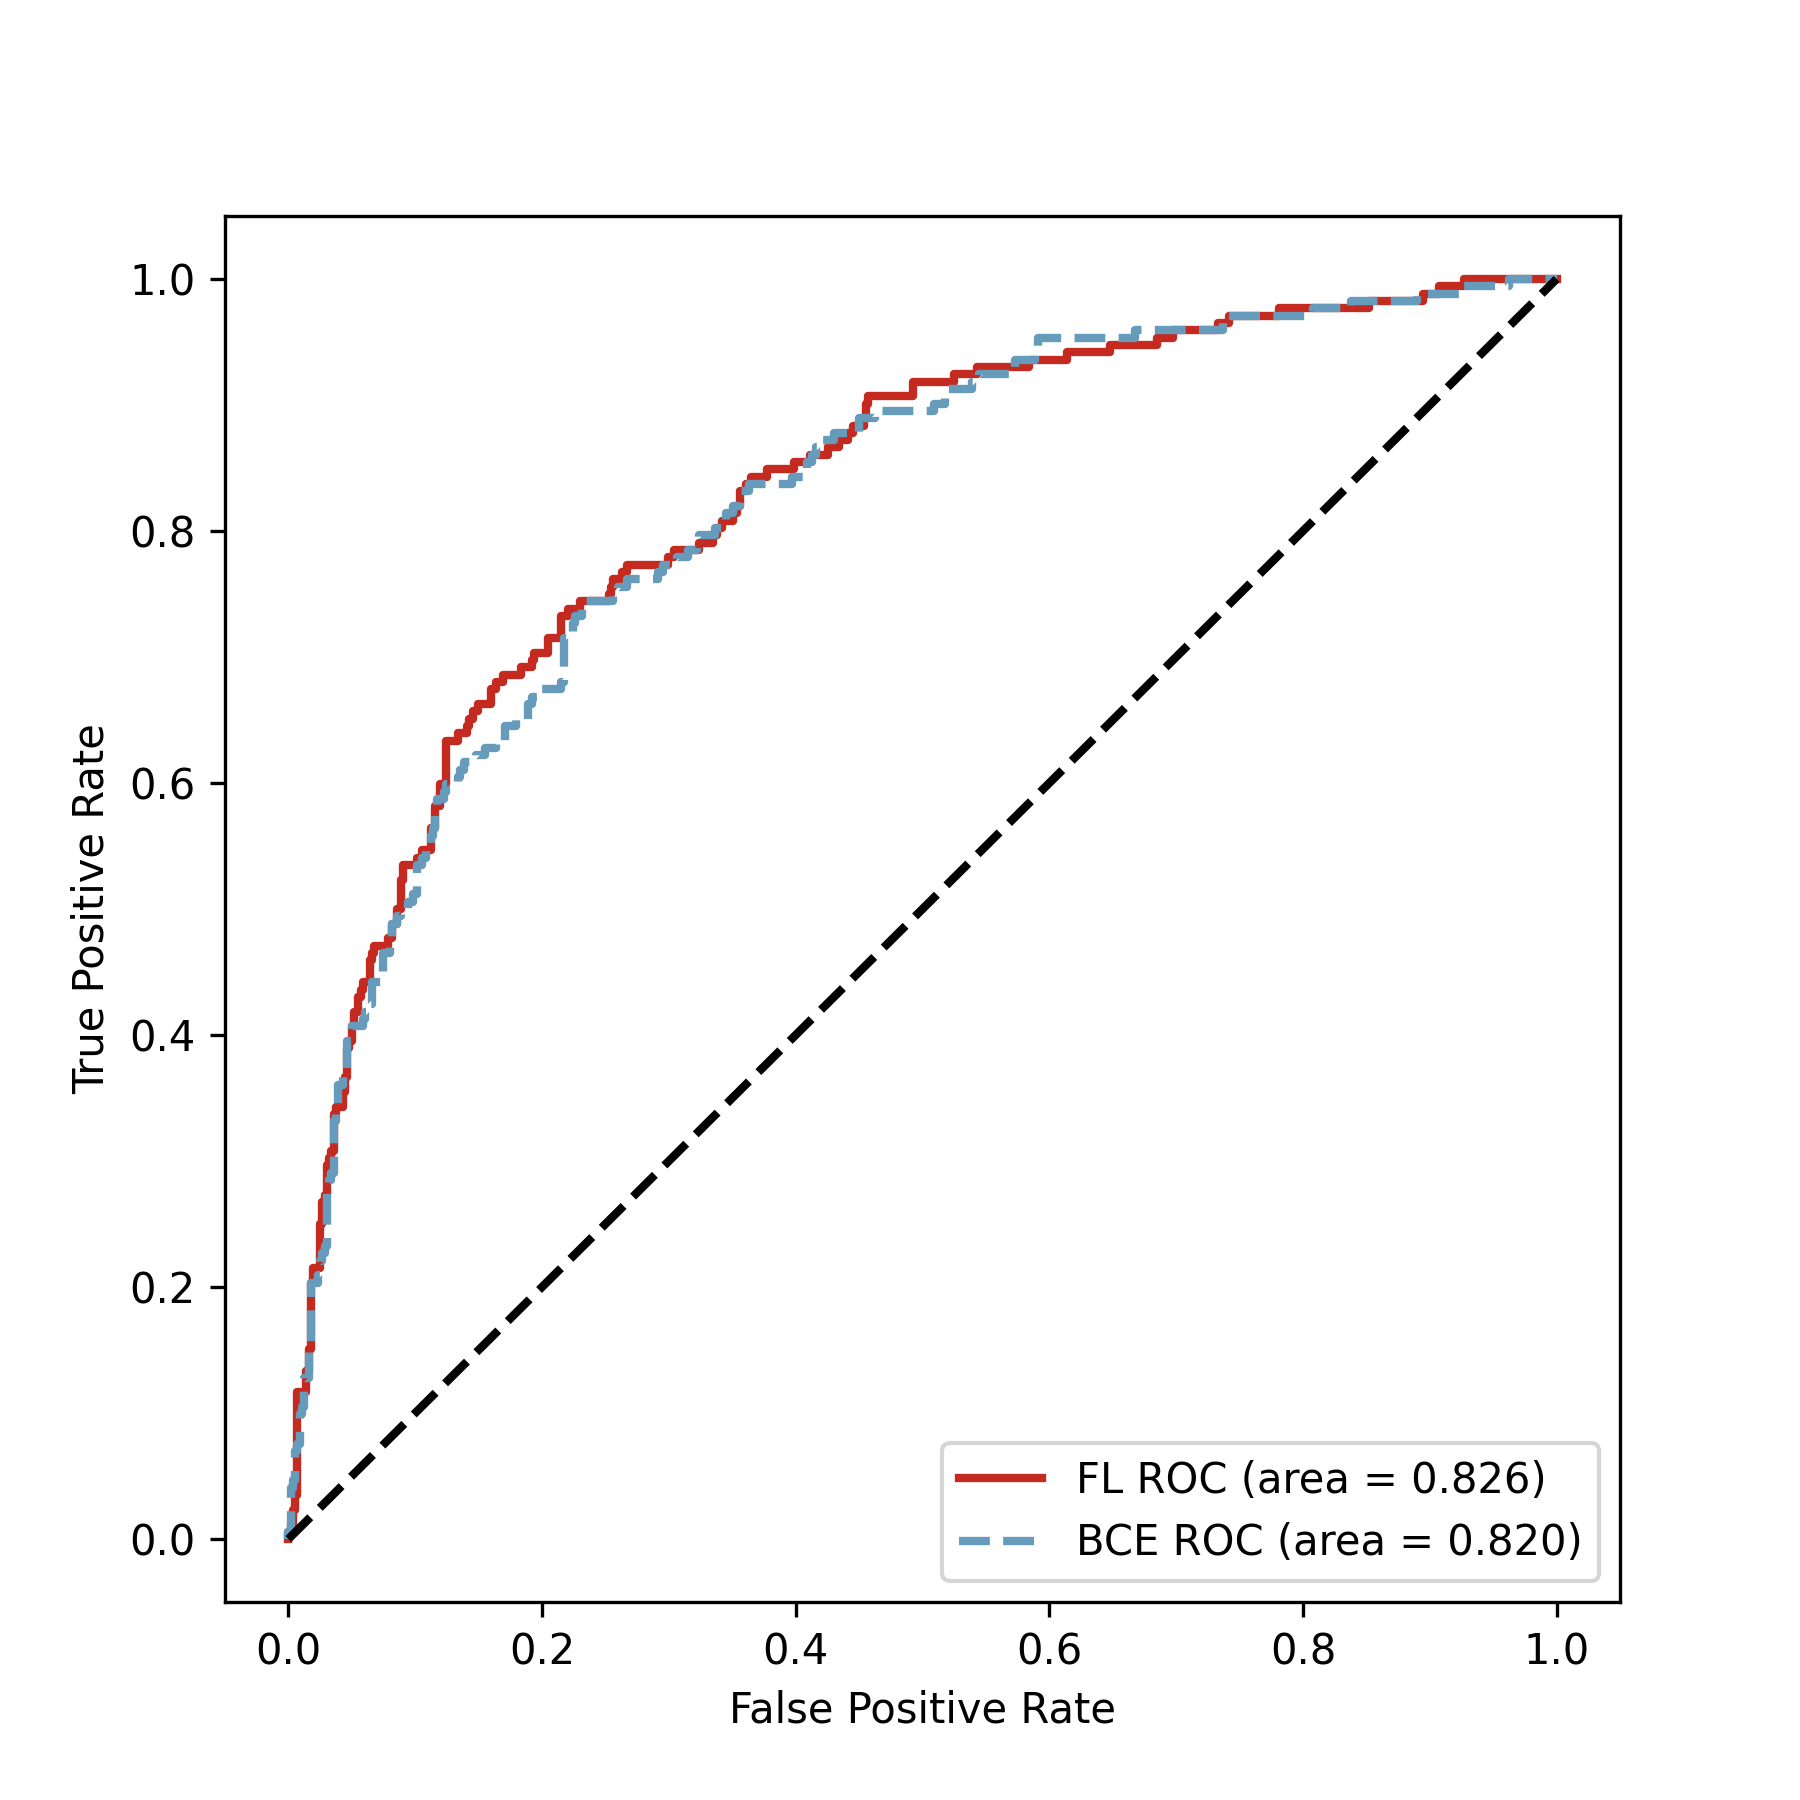 1.0
0.8
0.6
0.4
0.2
0.0
True Positive Rate
FL ROC (area = 0.826)
BCE ROC (area = 0.820)
0.0 0.2 0.4 0.6 0.8 1.0
False Positive Rate